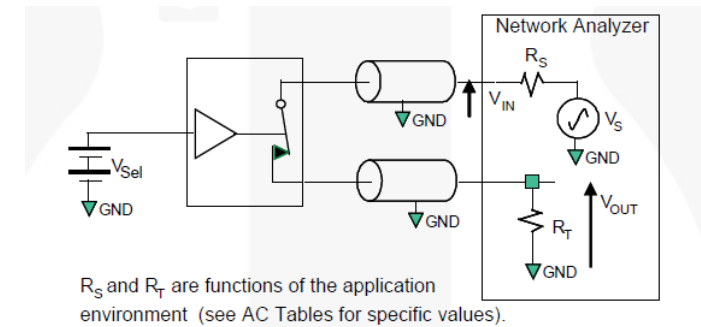 Network Analyzer
RS
VIN
GND
VS
GND
VSel
GND
GND
VOUT
RT
GND
RS and RT are functions of the application
environment (see AC Tables for specific values).